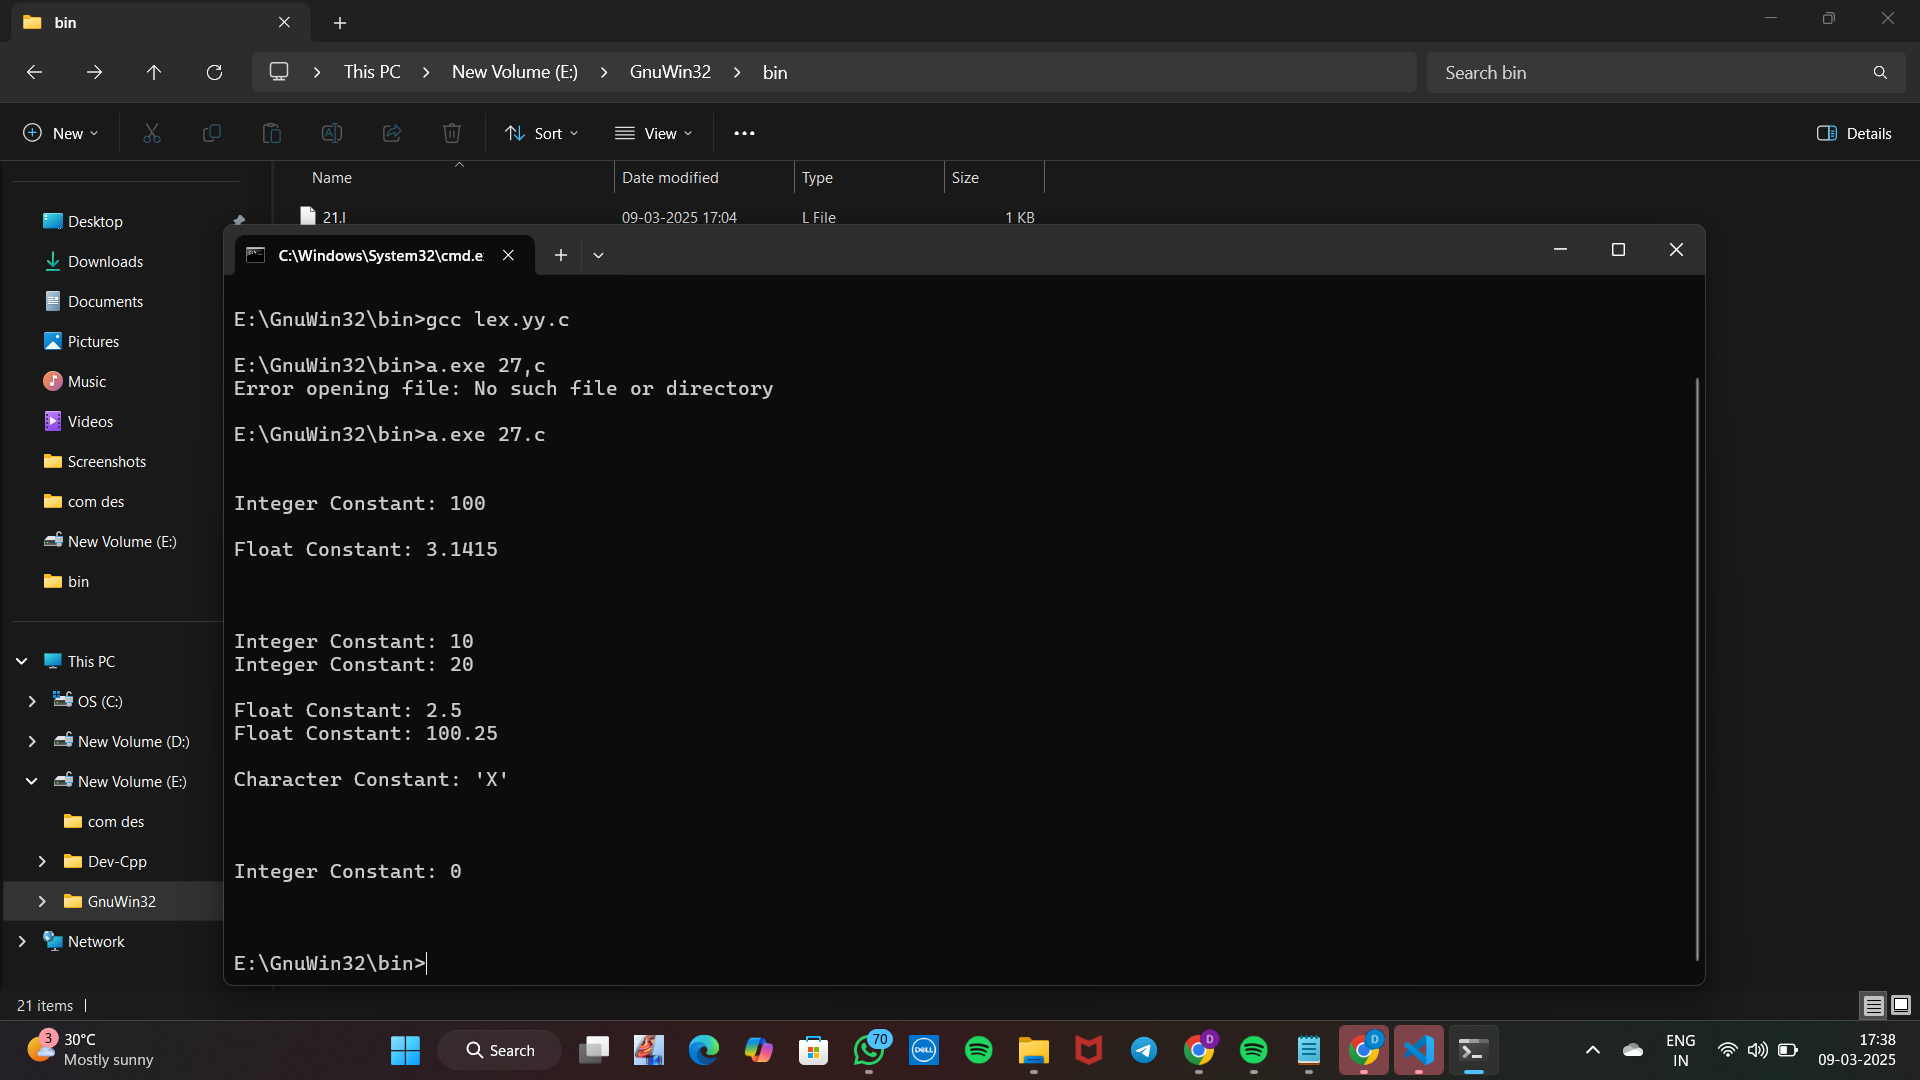 bin
This PC
New Volume (E:)
GnuWin32
bin
Search bin
New
Sort
View
Details
Name
Date modified
Type
Size
21.l
09-03-2025 17:04
L File
1 KB
Desktop
Downloads
Documents
Pictures
Music
Videos
Screenshots
com des
New Volume (E:)
bin
This PC
OS (C:)
New Volume (D:)
New Volume (E:)
com des
Dev-Cpp
GnuWin32
Network
21 items
C:\Windows\System32\cmd.e
E:\GnuWin32\bin>gcc lex.yy.c
E:\GnuWin32\bin>a.exe 27,c
Error opening file: No such file or directory
E:\GnuWin32\bin>a.exe 27.c
Integer Constant: 100
Float Constant: 3.1415
Integer Constant: 10
Integer Constant: 20
Float Constant: 2.5
Float Constant: 100.25
Character Constant: 'X'
Integer Constant: 0
E:\GnuWin32\bin>
3
30°C
Mostly sunny
Search
70
DELL
D
D
ENG
IN
17:38
09-03-2025